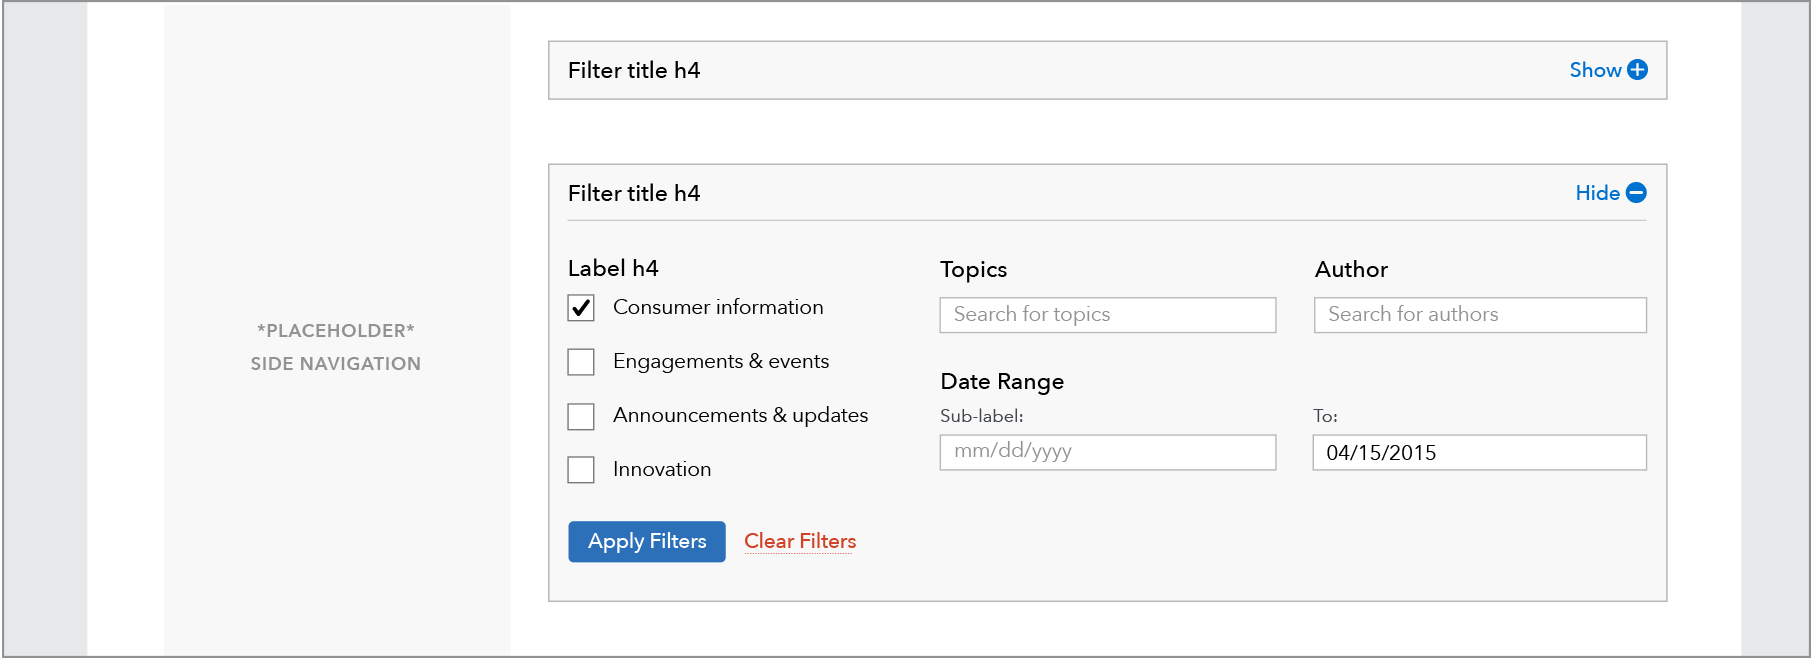 *PLACEHOLDER*
SIDE NAVIGATION
Filter title h4
Show
Filter title h4
Hide
Label h4
Consumer information
Engagements & events
Announcements & updates
Innovation
Topics
Search for topics
Author
Search for authors
Date Range
Sub-label:
mm/dd/yyyy
To:
04/15/2015
Apply Filters
Clear Filters